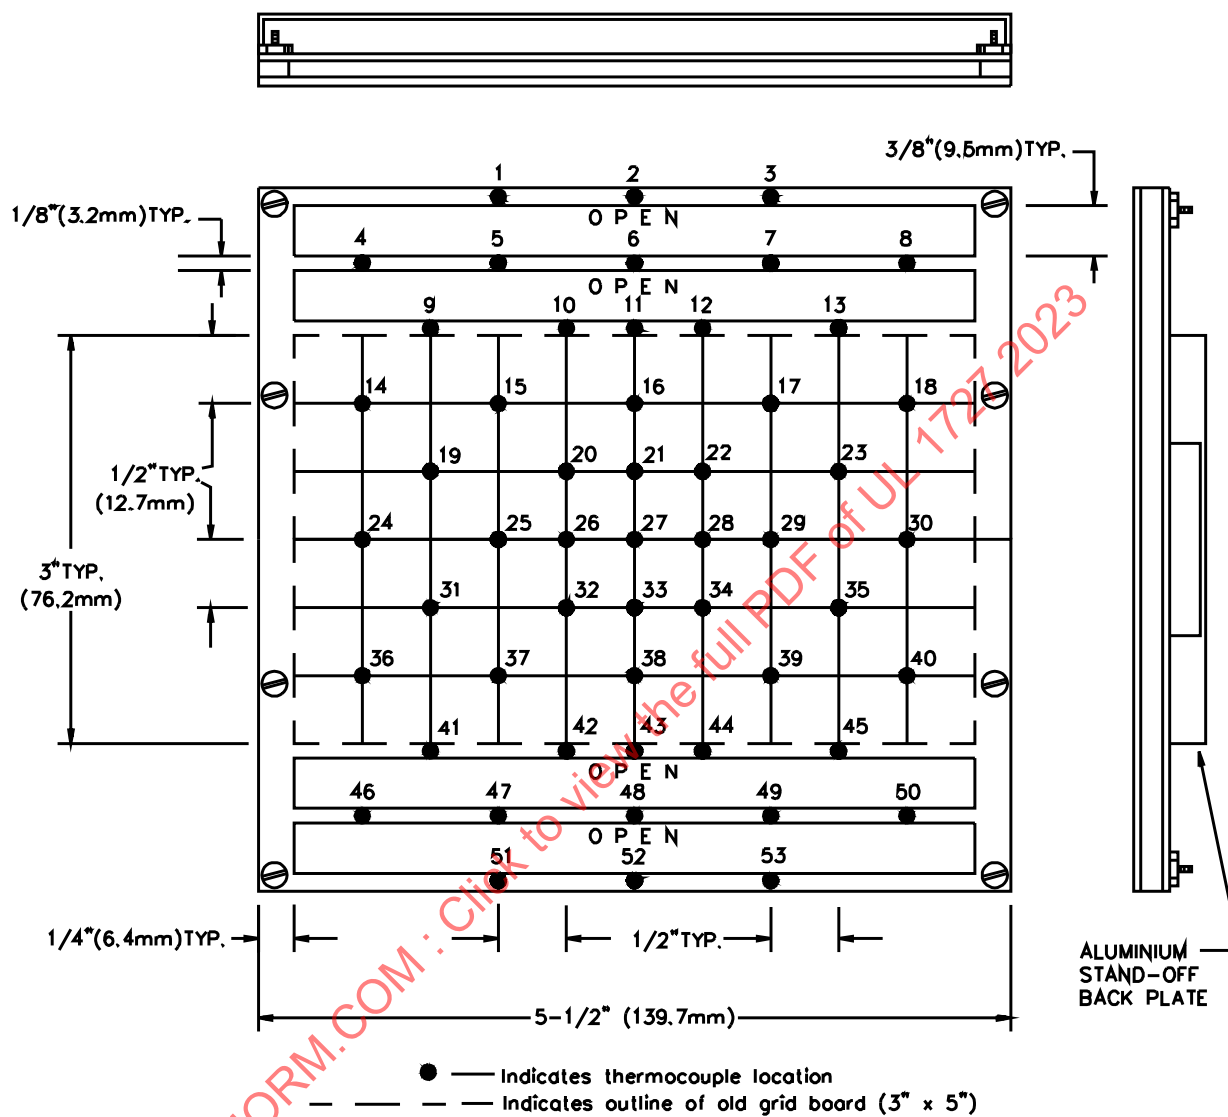 3/8"(9.5mm)TYP.
1 2 3
1/8"(3.2mm)TYP.
OPEN
4 5 6 7 8
OPEN
9 10 11 12 13
14 15 16 17 18
19 20 21 22 23
1/2"TYP.
(12.7mm)
24 25 26 27 28 29 30
3"TYP.
(76.2mm)
31 32 33 34 35
36 37 38 39 40
41 42 43 44 45
OPEN
46 47 48 49 50
OPEN
51 52 53
1/4"(6.4mm)TYP.
1/2"TYP.
ALUMINIUM
STAND-OFF
BACK PLATE
5-1/2" (139.7mm)
Indicates thermocouple location
Indicates outline of old grid board (3" x 5")
ORM.COM : Click to view the full PDF of UL 1727 2023